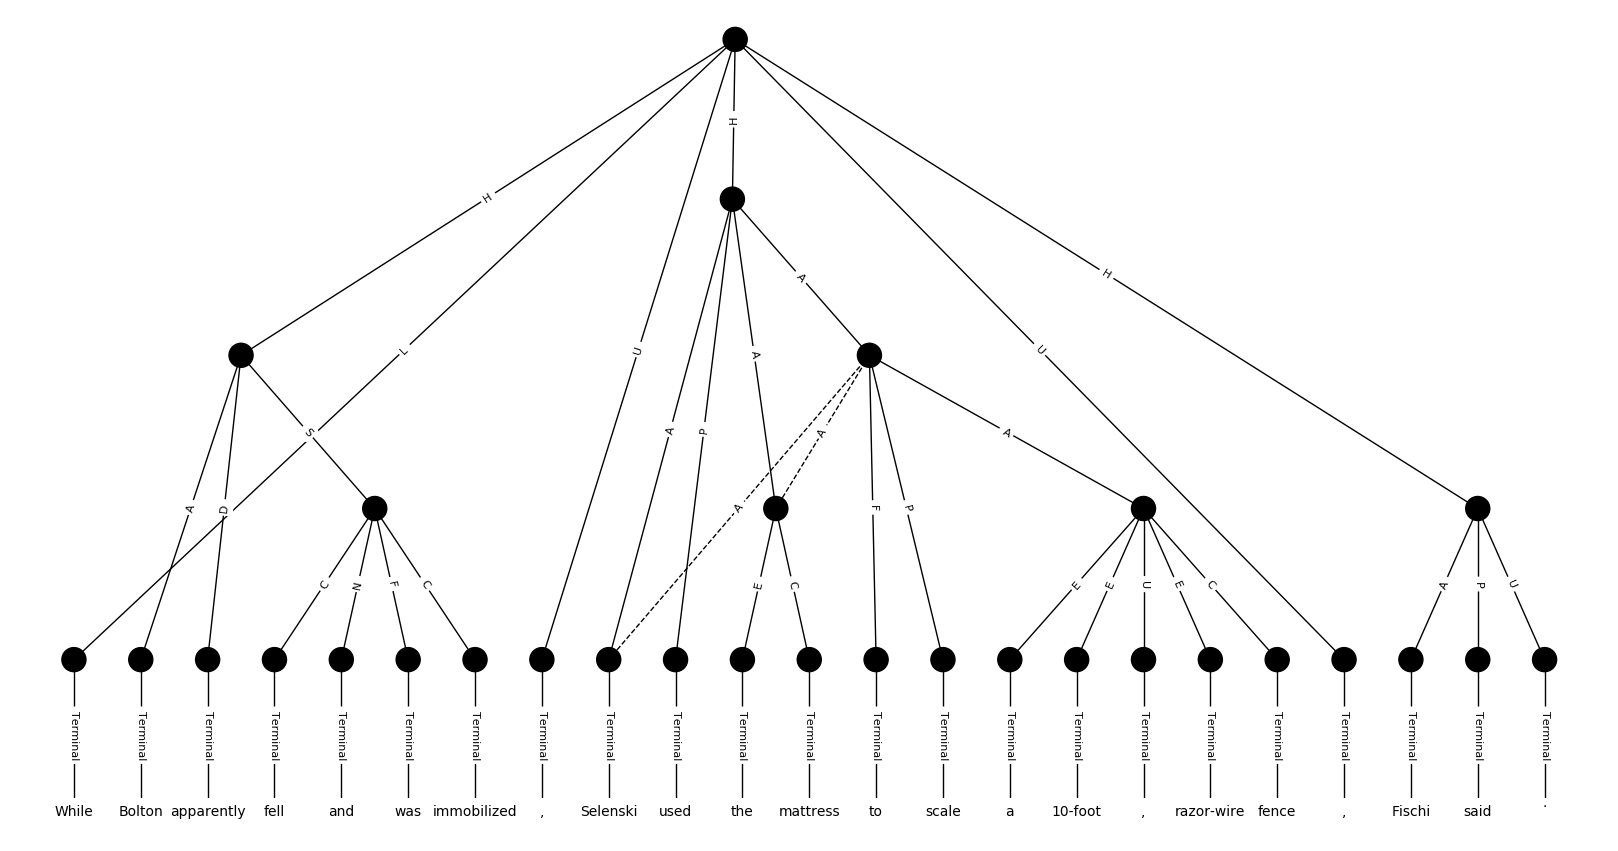 H
H
A
H
L
U
A
U
S
A
P
A
A
A
D
A
F
P
C
N
F
C
E
C
E
E
U
E
C
A
P
U
Terminal Terminal Terminal Terminal Terminal Terminal Terminal Terminal Terminal Terminal Terminal Terminal Terminal Terminal Terminal Terminal Terminal Terminal Terminal Terminal Terminal Terminal Terminal
While Bolton apparently fell and was immobilized , Selenski used the mattress to scale a 10-foot , razor-wire fence , Fischi said .